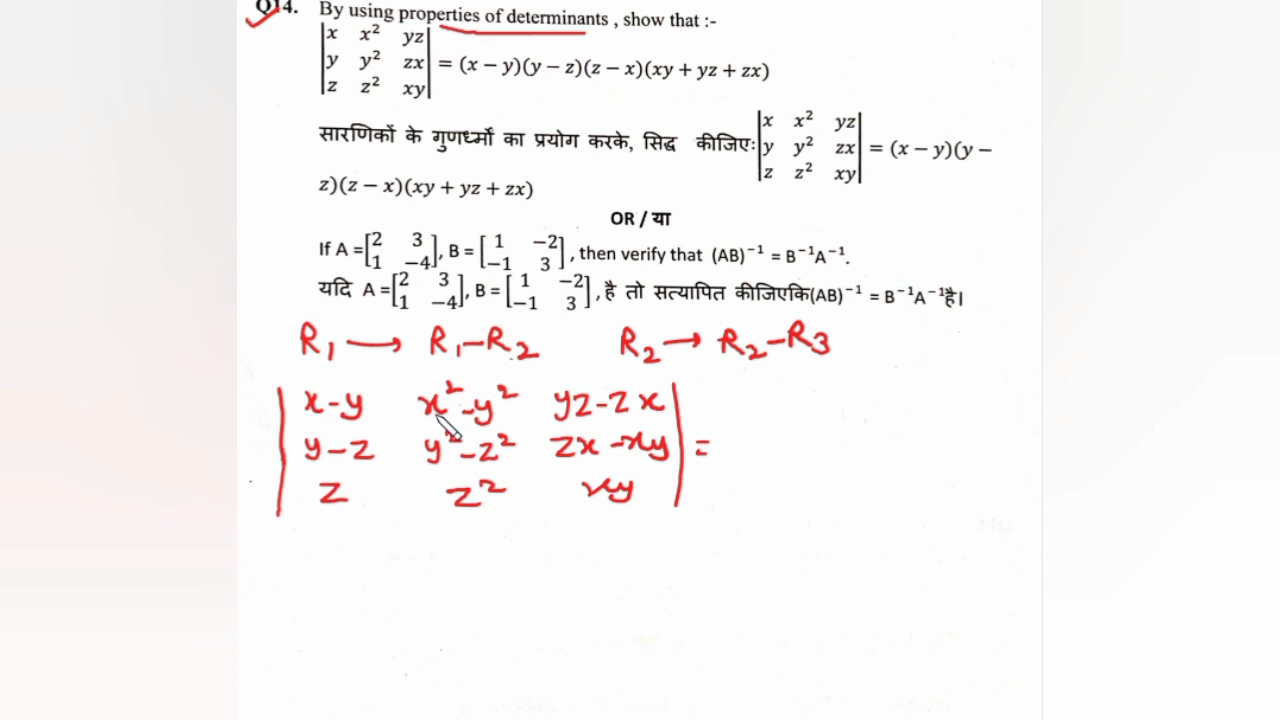 Q14. By using properties of determinants , show that :-
|x x² yz|
|y y² zx| = (x − y)(y − z)(z − x)(xy + yz + zx)
|z z² xy|
सारणिकों के गुणधर्मों का प्रयोग करके, सिद्ध कीजिए: |x x² yz|
|y y² zx| = (x − y)(y −
|z z² xy|
z)(z − x)(xy + yz + zx)
OR / या
If A =[2 3
1 −4], B = [1 −2
−1 3], then verify that (AB)⁻¹ = B⁻¹A⁻¹.
यदि A =[2 3
1 −4], B = [1 −2
−1 3], है तो सत्यापित कीजिएकि(AB)⁻¹ = B⁻¹A⁻¹है।
R₁ → R₁-R₂ R₂ → R₂-R₃
|x-y x²-y² yz-zx|
|y-z y²-z² zx-xy| =
|z z² xy|